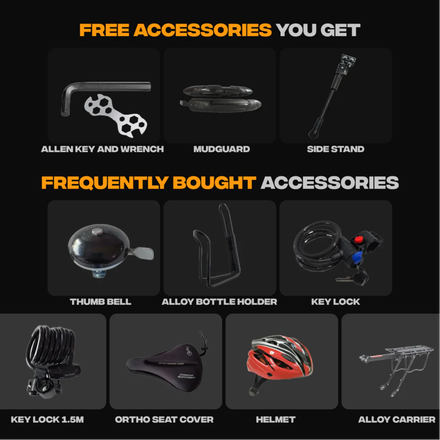 FREE ACCESSORIES YOU GET
ALLEN KEY AND WRENCH
MUDGUARD
SIDE STAND
FREQUENTLY BOUGHT ACCESSORIES
THUMB BELL
ALLOY BOTTLE HOLDER
KEY LOCK
KEY LOCK 1.5M
ORTHO SEAT COVER
HELMET
ALLOY CARRIER